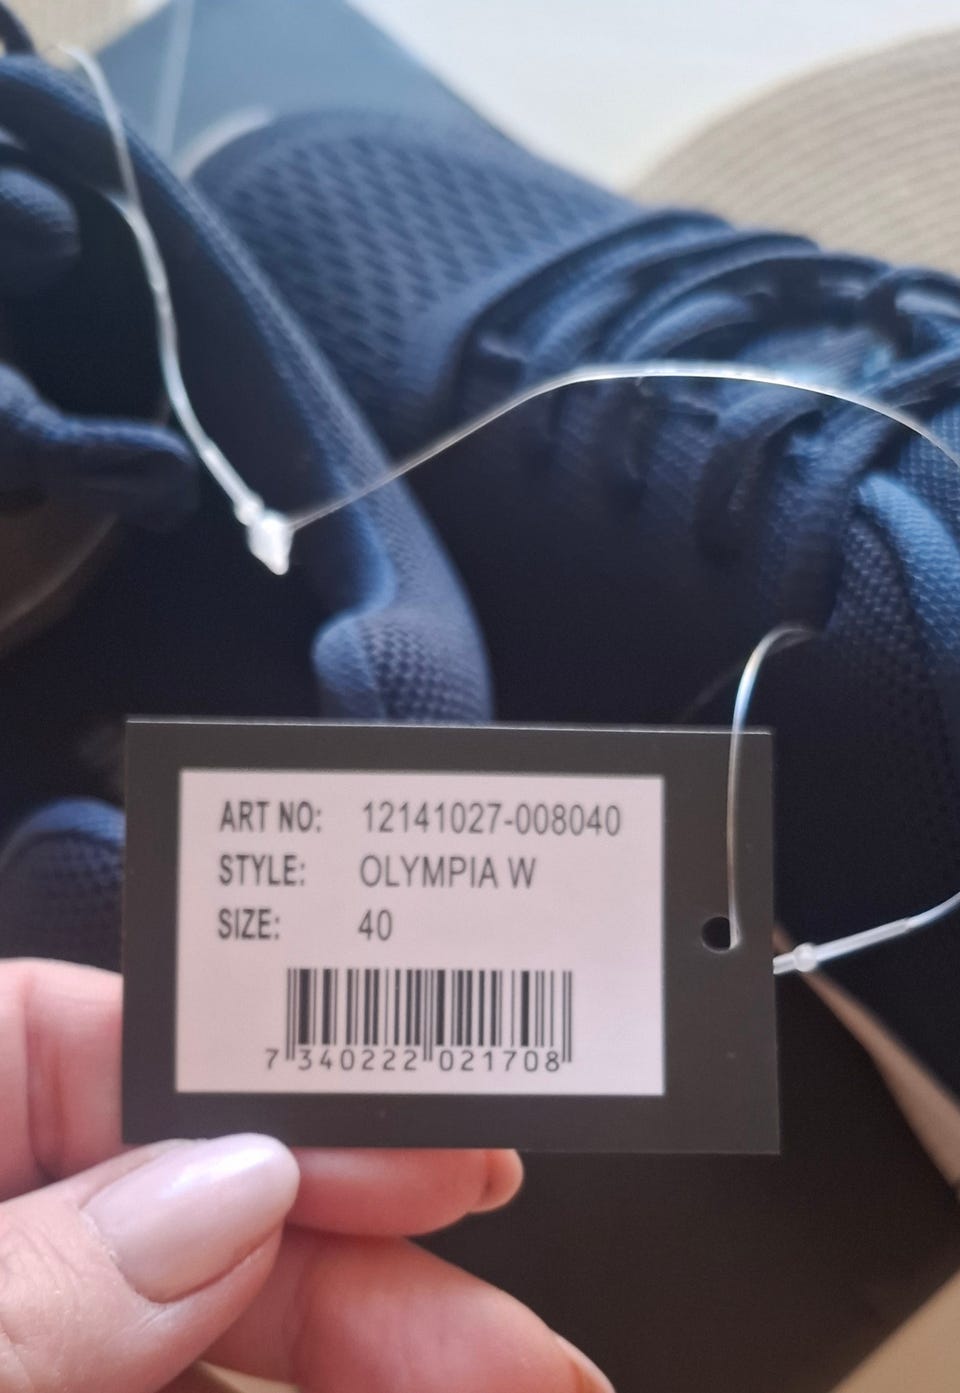 ART NO: 12141027-008040
STYLE: OLYMPIA W
SIZE: 40
7 340222 021708